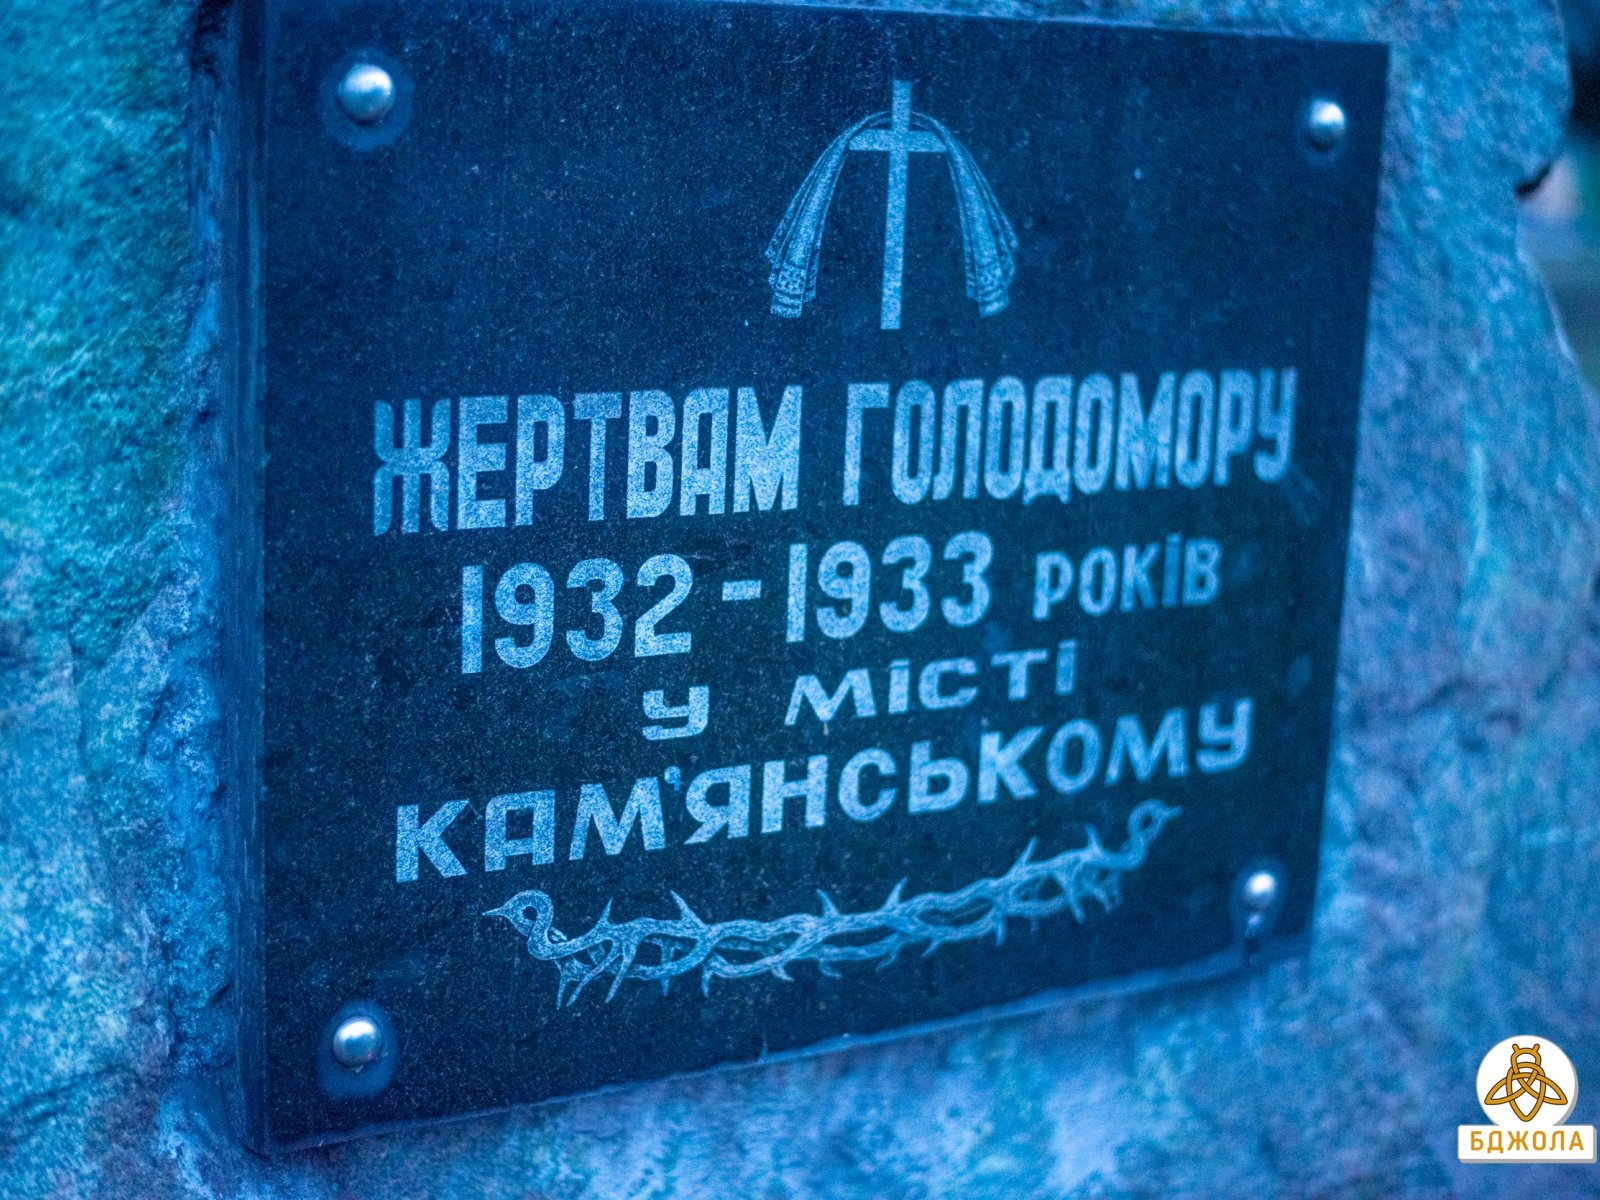 ЖЕРТВАМ ГОЛОДОМОРУ
1932-1933 РОКІВ
У МІСТІ
КАМ'ЯНСЬКОМУ
БДЖОЛА